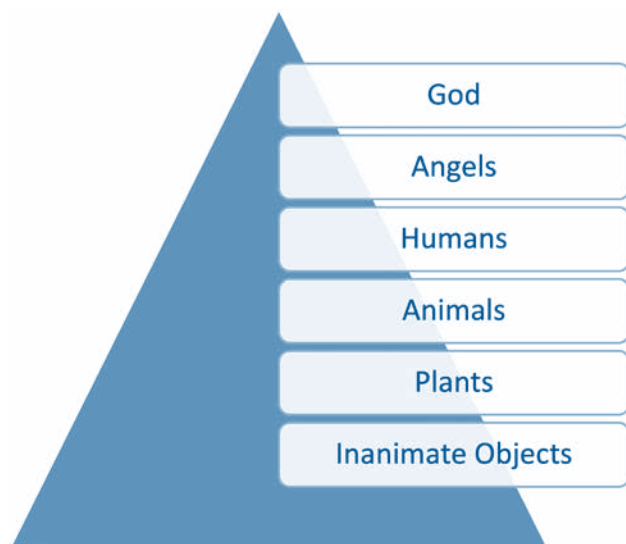 God
Angels
Humans
Animals
Plants
Inanimate Objects